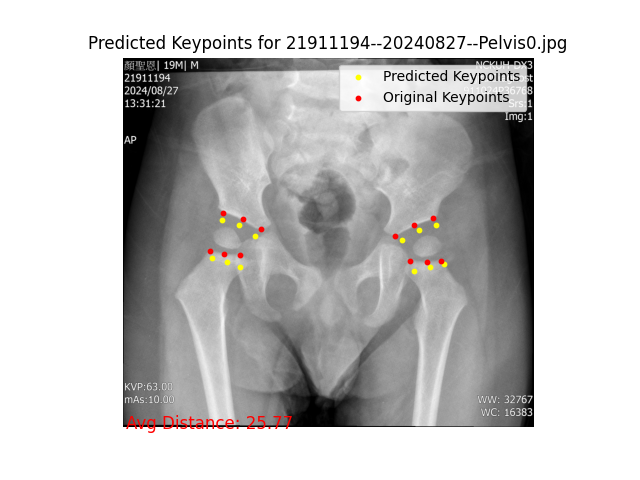 Predicted Keypoints for 21911194--20240827--Pelvis0.jpg
顏聖恩| 19M| M
21911194
2024/08/27
13:31:21
AP
NCKUH-DX3
Predicted Keypoints
Original Keypoints
Srs:1
Img:1
KVP:63.00
mAs:10.00
WW: 32767
WC: 16383
Avg Distance: 25.77